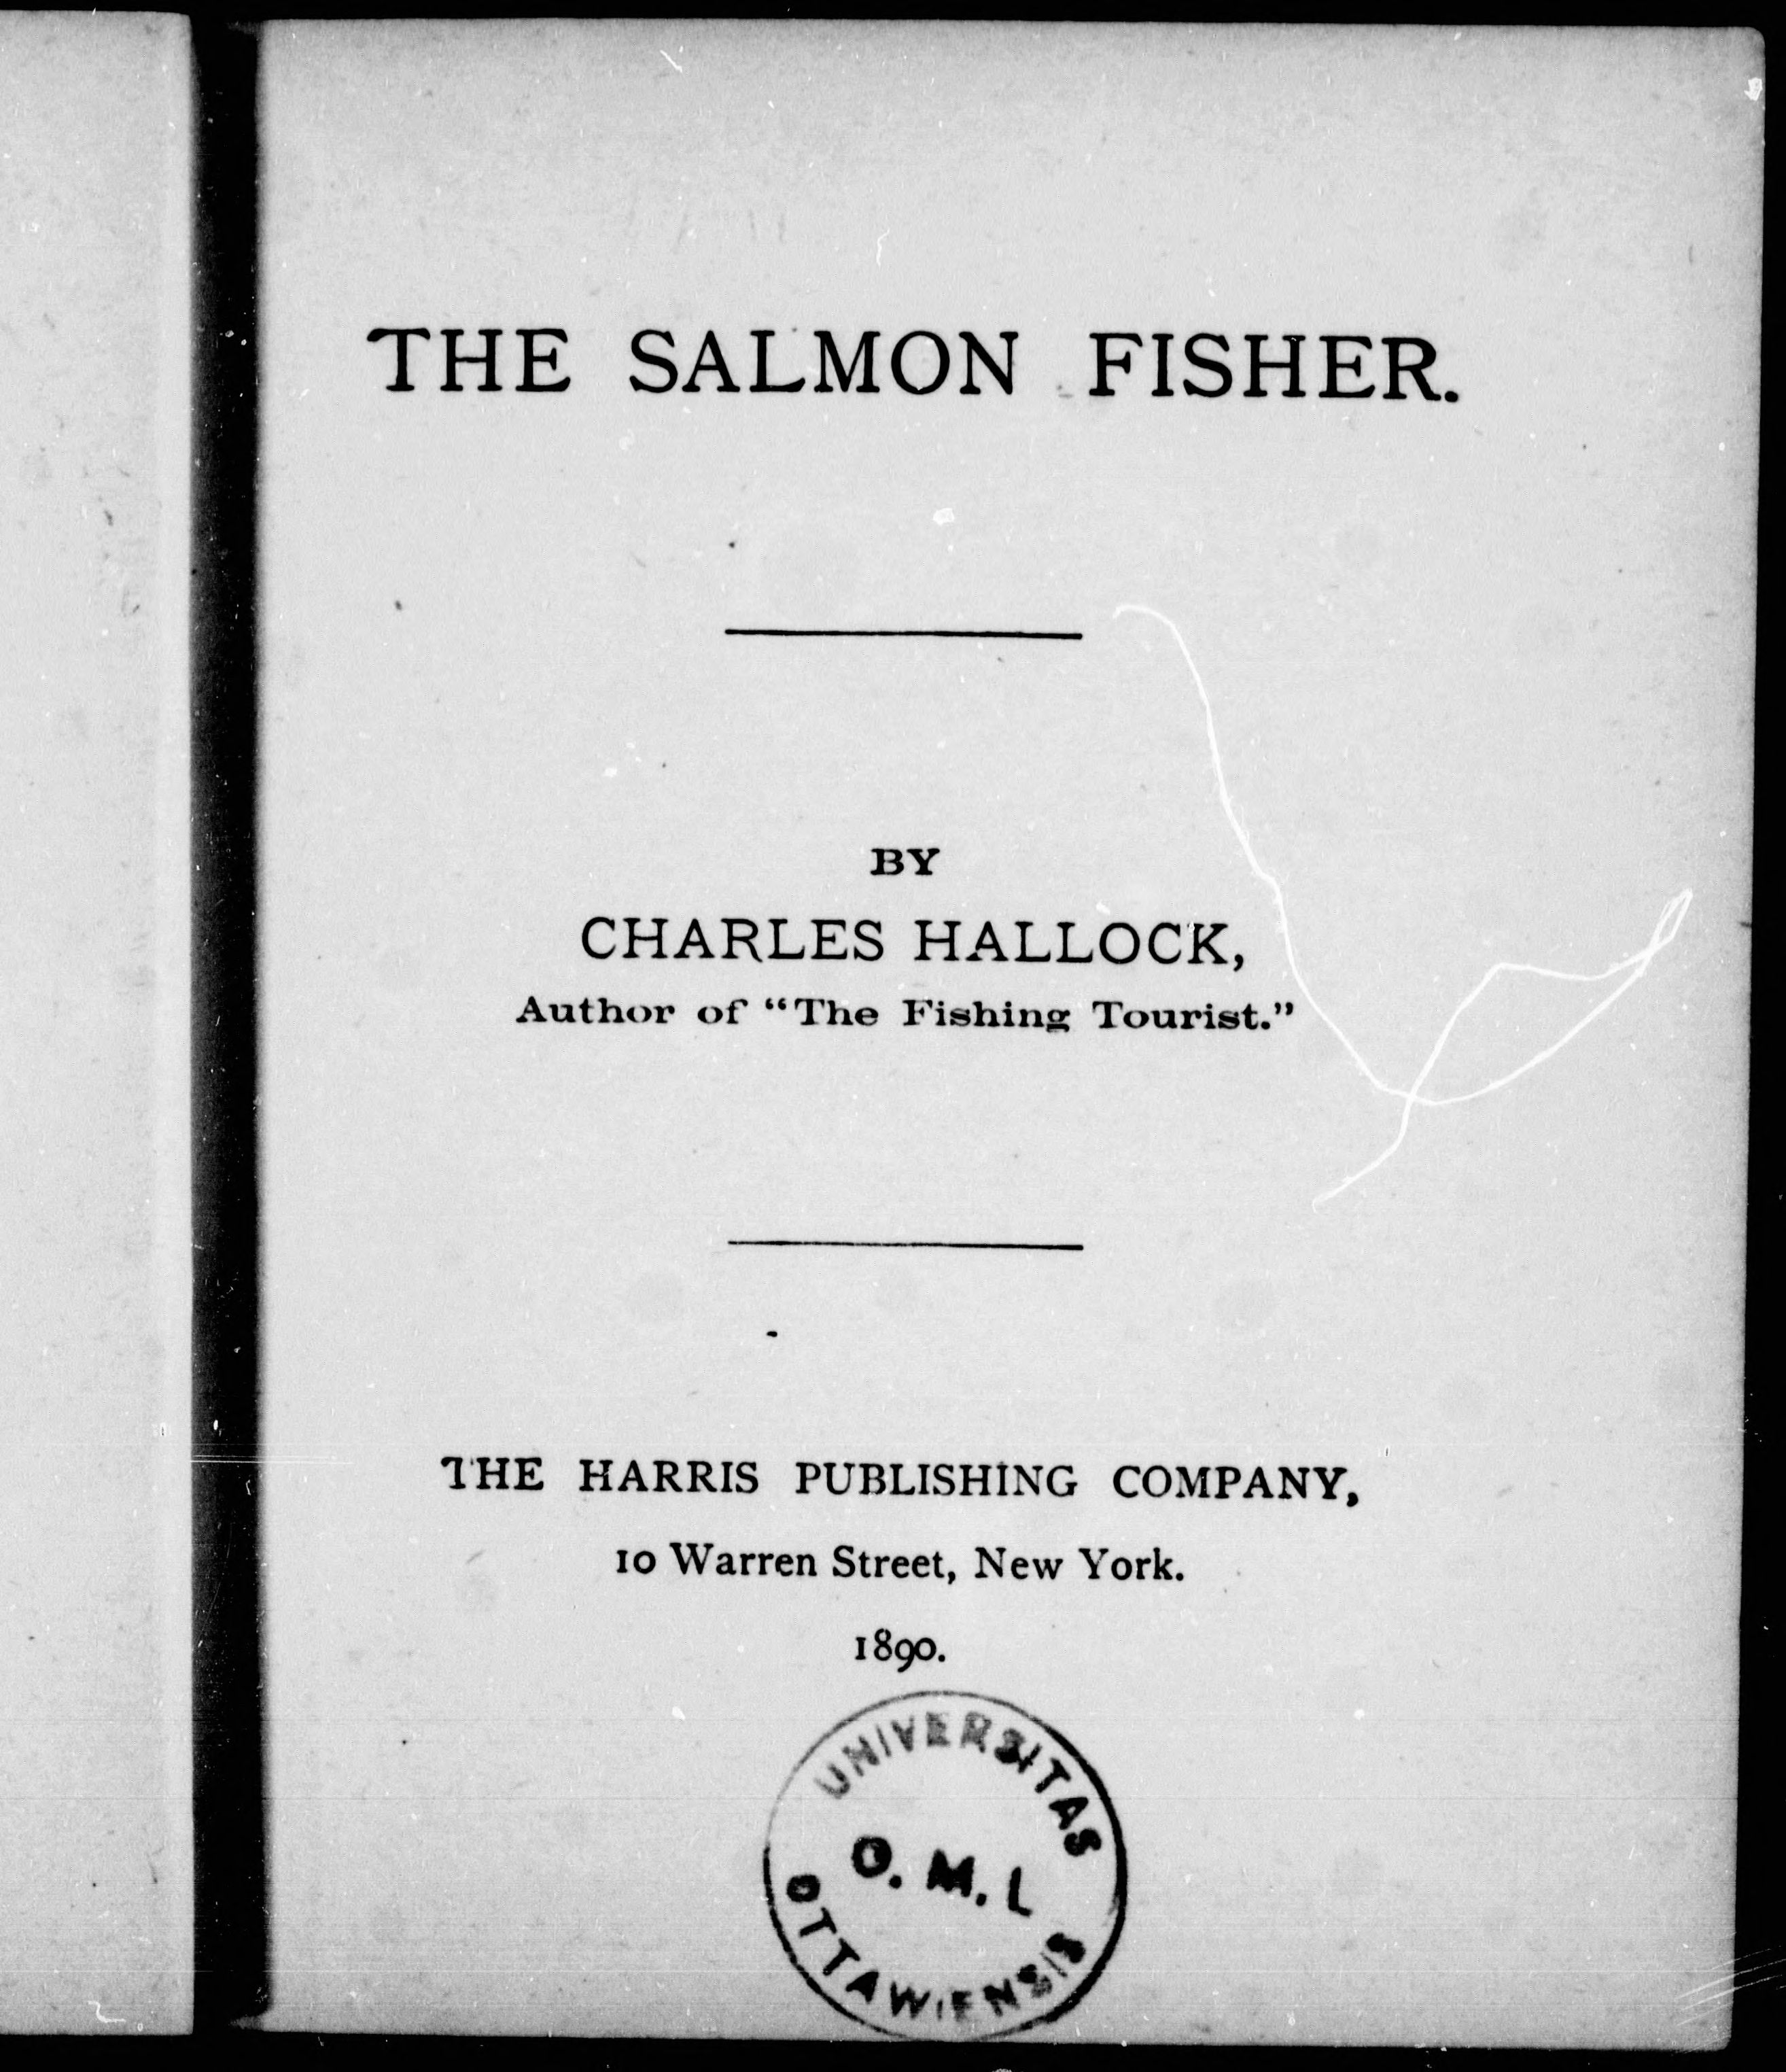 THE SALMON FISHER.
BY
CHARLES HALLOCK,
Author of "The Fishing Tourist."
THE HARRIS PUBLISHING COMPANY,
10 Warren Street, New York.
1890.
UNIVERSITAS
O. M. I.
OTTAWIENSIS